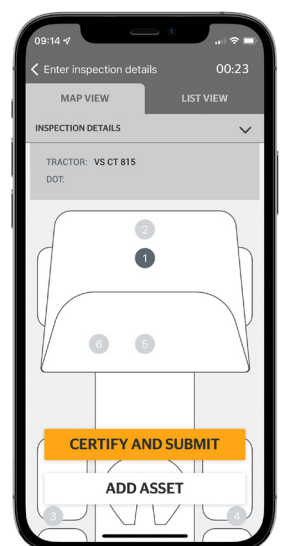 09:14
Enter inspection details 00:23
MAP VIEW LIST VIEW
INSPECTION DETAILS
TRACTOR: VS CT 815
DOT:
2
1
6 5
CERTIFY AND SUBMIT
ADD ASSET
3 4